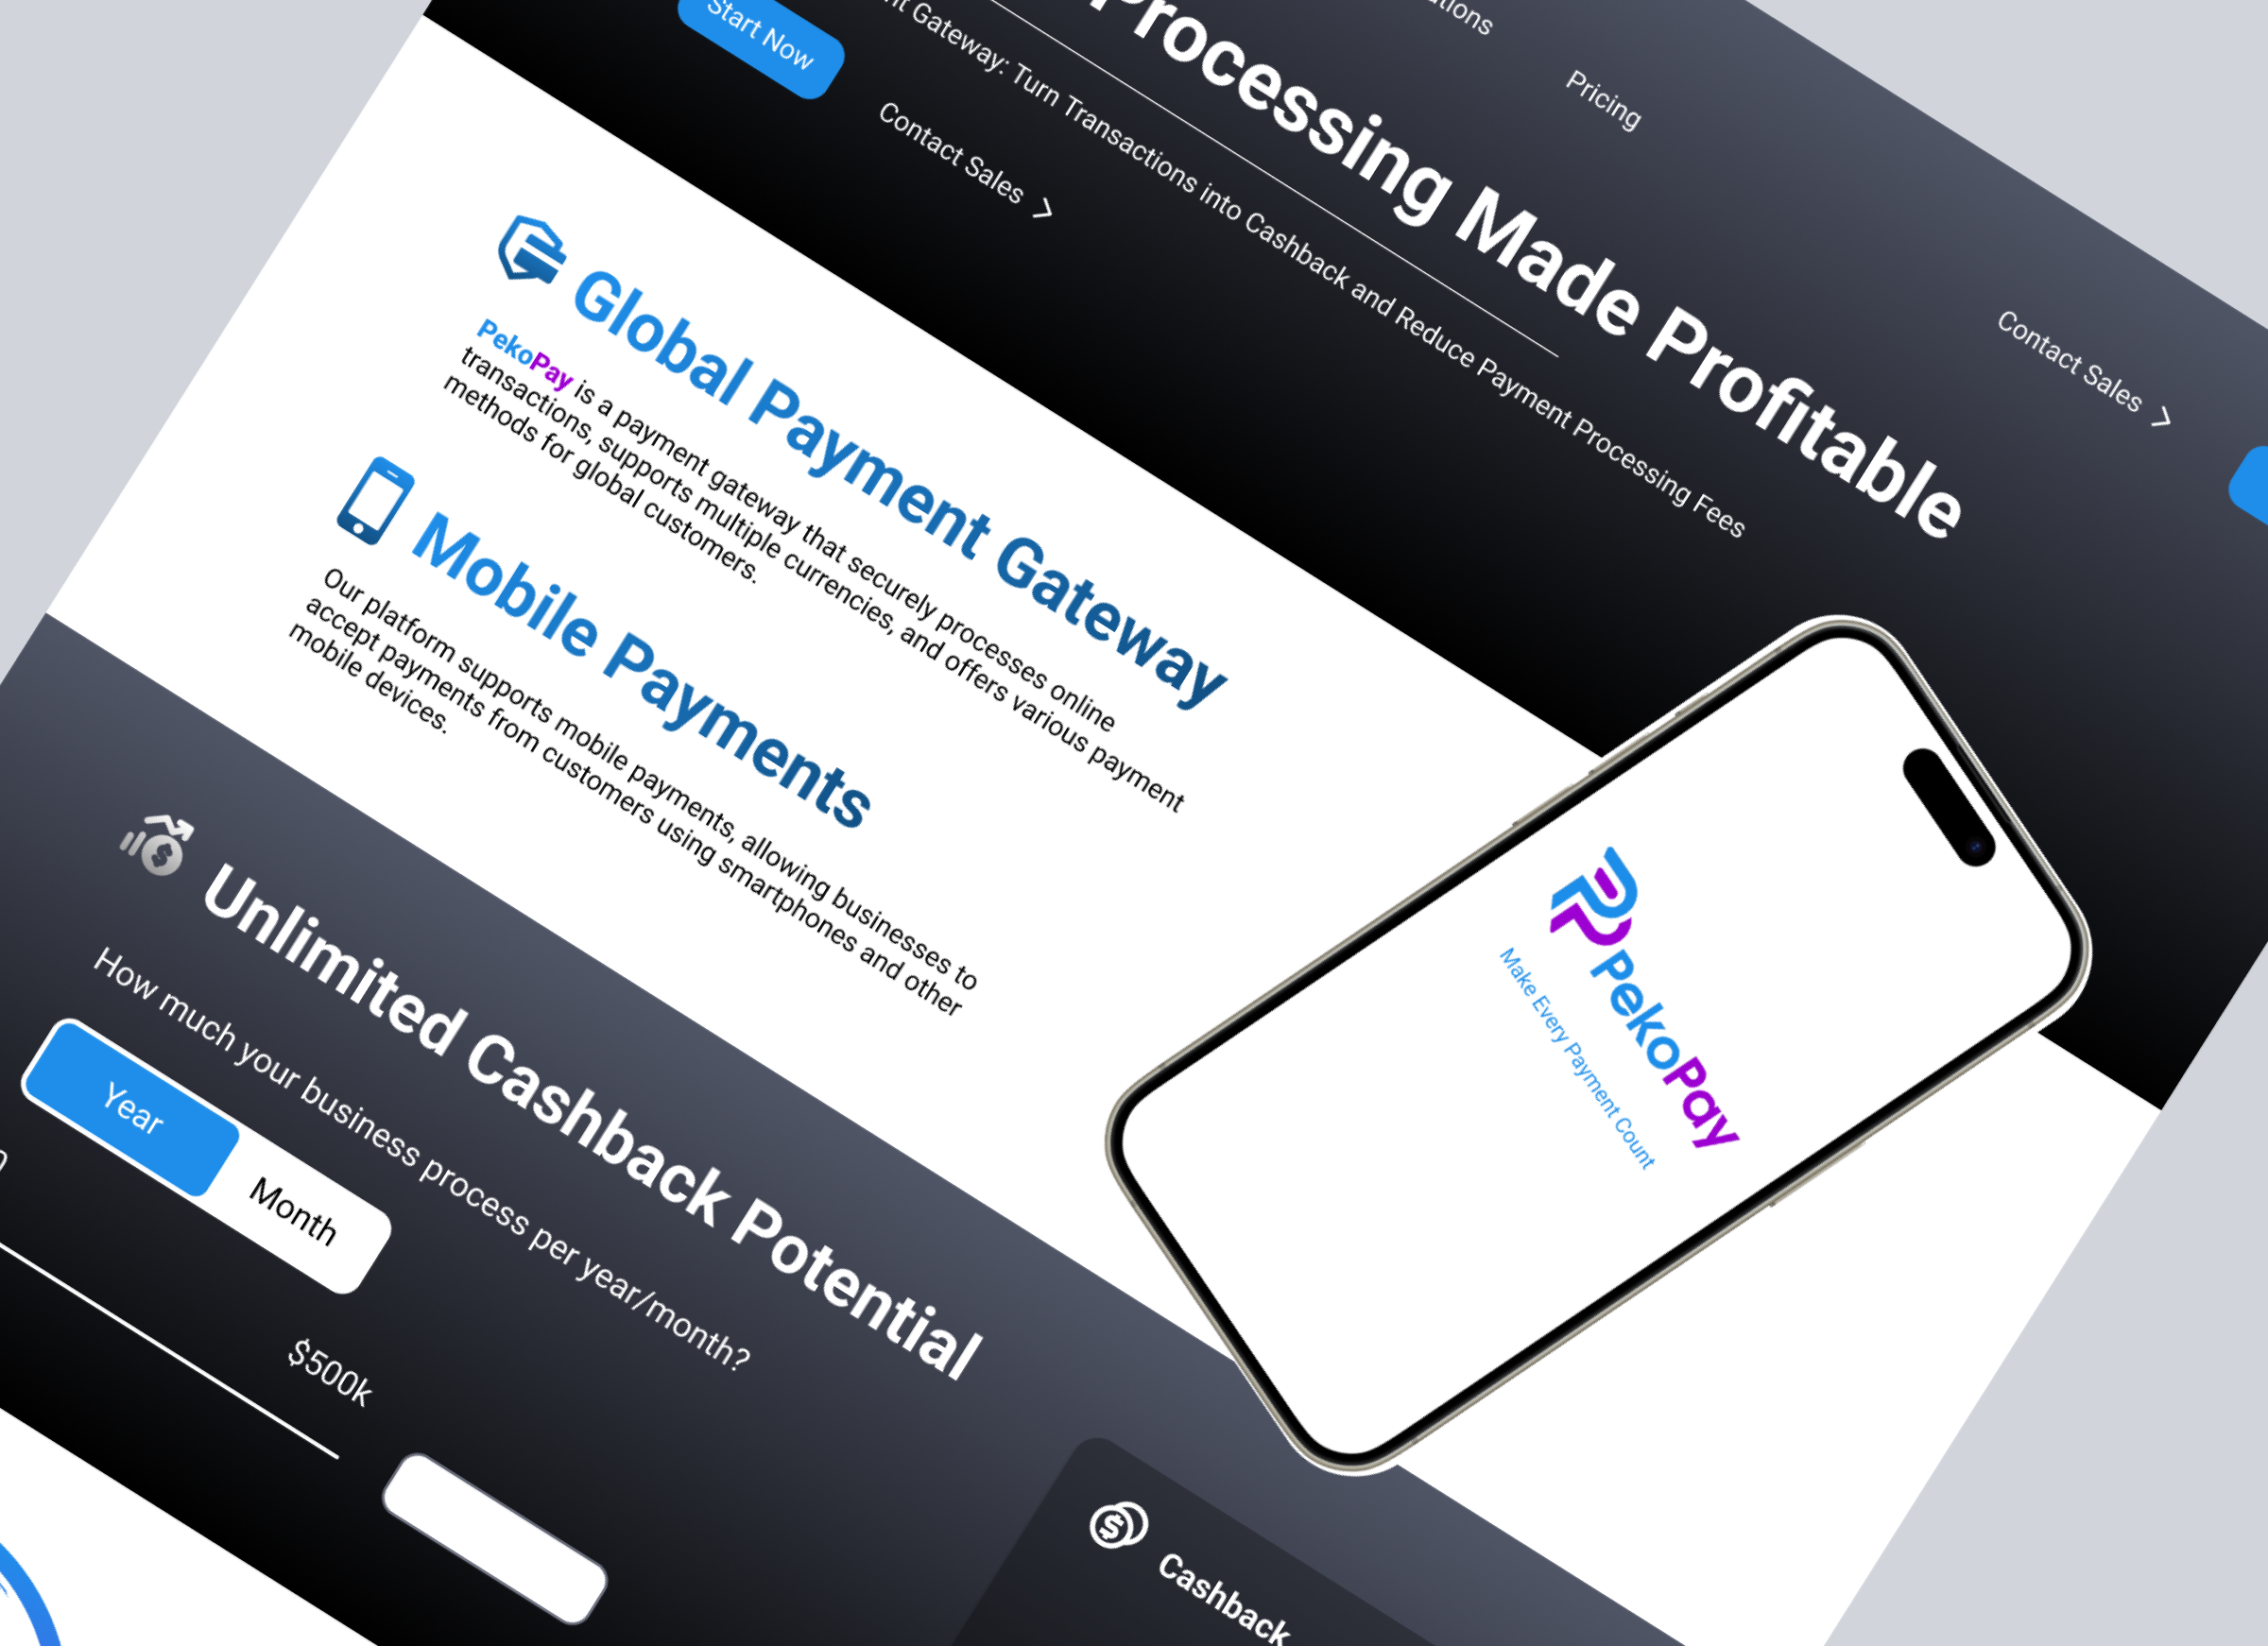 Pricing
Contact Sales
Processing Made Profitable
Gateway: Turn Transactions into Cashback and Reduce Payment Processing Fees
Start Now
Contact Sales
Global Payment Gateway
PekoPay is a payment gateway that securely processes online
transactions, supports multiple currencies, and offers various payment
methods for global customers.
Mobile Payments
Our platform supports mobile payments, allowing businesses to
accept payments from customers using smartphones and other
mobile devices.
PekoPay
Make Every Payment Count
Unlimited Cashback Potential
How much your business process per year/month?
Year
Month
$500k
Cashback